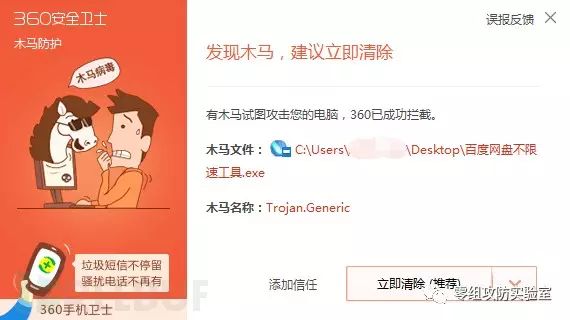 360安全卫士
误报反馈
木马防护
木马病毒
发现木马，建议立即清除
有木马试图攻击您的电脑，360已成功拦截。
木马文件：
C:\Users\
\Desktop\百度网盘不限
速工具.exe
木马名称：Trojan.Generic
垃圾短信不停留
骚扰电话不再有
360手机卫士
添加信任
立即清除 (推荐)
零组攻防实验室